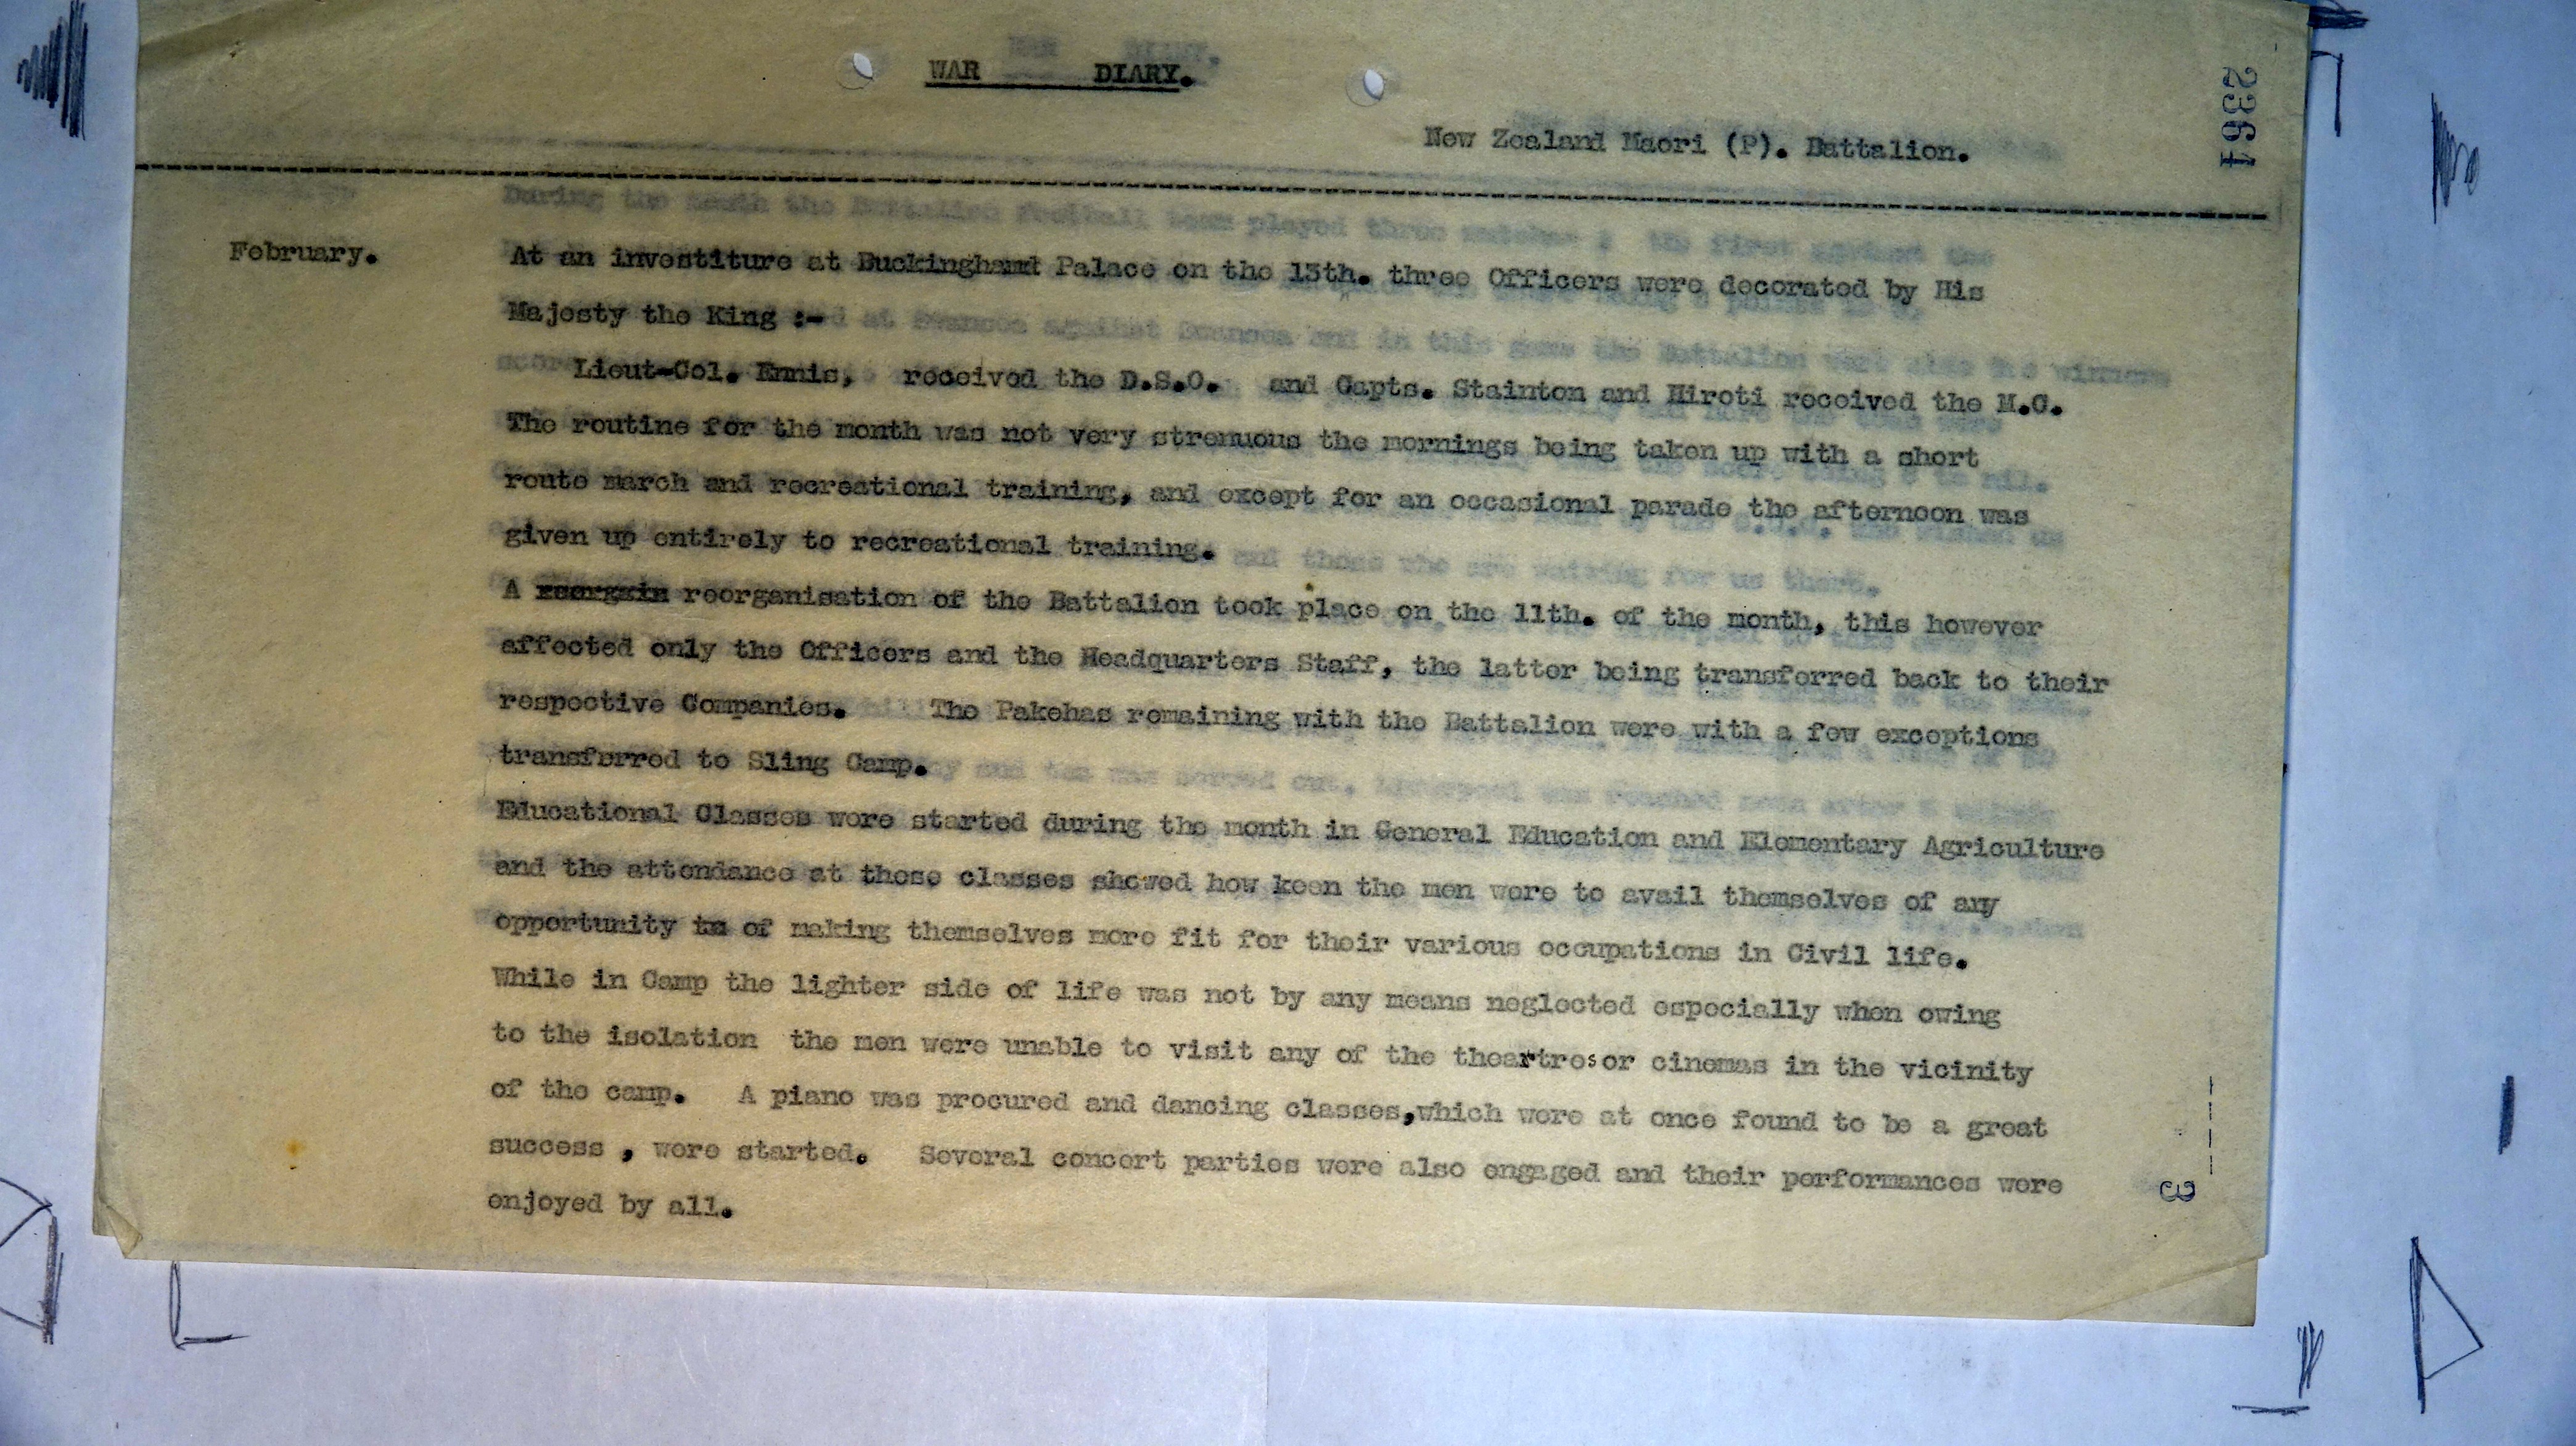 WAR DIARY.
2364
New Zealand Maori (P). Battalion.
February.
At an investiture at Buckinghamd Palace on the 13th. three Officers were decorated by His
Majesty the King :-
Lieut-Col. Ennis, received the D.S.O. and Capts. Stainton and Hiroti received the M.C.
The routine for the month was not very strenuous the mornings being taken up with a short
route march and recreational training, and except for an occasional parade the afternoon was
given up entirely to recreational training.
A reorganisation of the Battalion took place on the 11th. of the month, this however
affected only the Officers and the Headquarters Staff, the latter being transferred back to their
respective Companies. The Pakehas remaining with the Battalion were with a few exceptions
transferred to Sling Camp.
Educational Classes were started during the month in General Education and Elementary Agriculture
and the attendance at these classes showed how keen the men were to avail themselves of any
opportunity of making themselves more fit for their various occupations in Civil life.
While in Camp the lighter side of life was not by any means neglected especially when owing
to the isolation the men were unable to visit any of the theartres or cinemas in the vicinity
of the camp. A piano was procured and dancing classes,which were at once found to be a great
success , were started. Several concert parties were also engaged and their performances were
enjoyed by all.
3